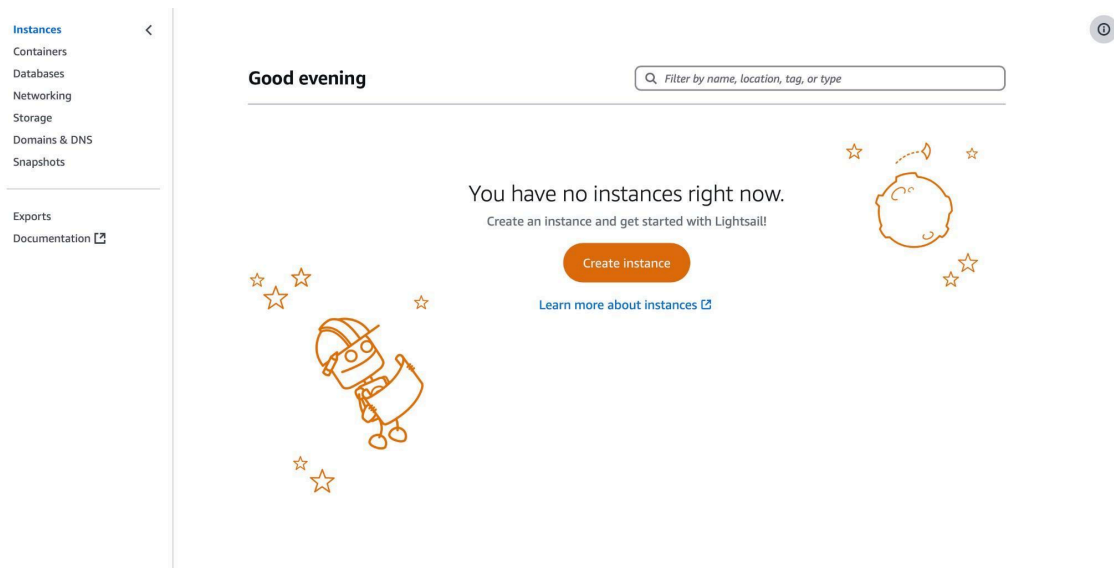 Instances
Containers
Databases
Networking
Storage
Domains & DNS
Snapshots
Exports
Documentation
Good evening
Filter by name, location, tag, or type
You have no instances right now.
Create an instance and get started with Lightsail!
Create instance
Learn more about instances